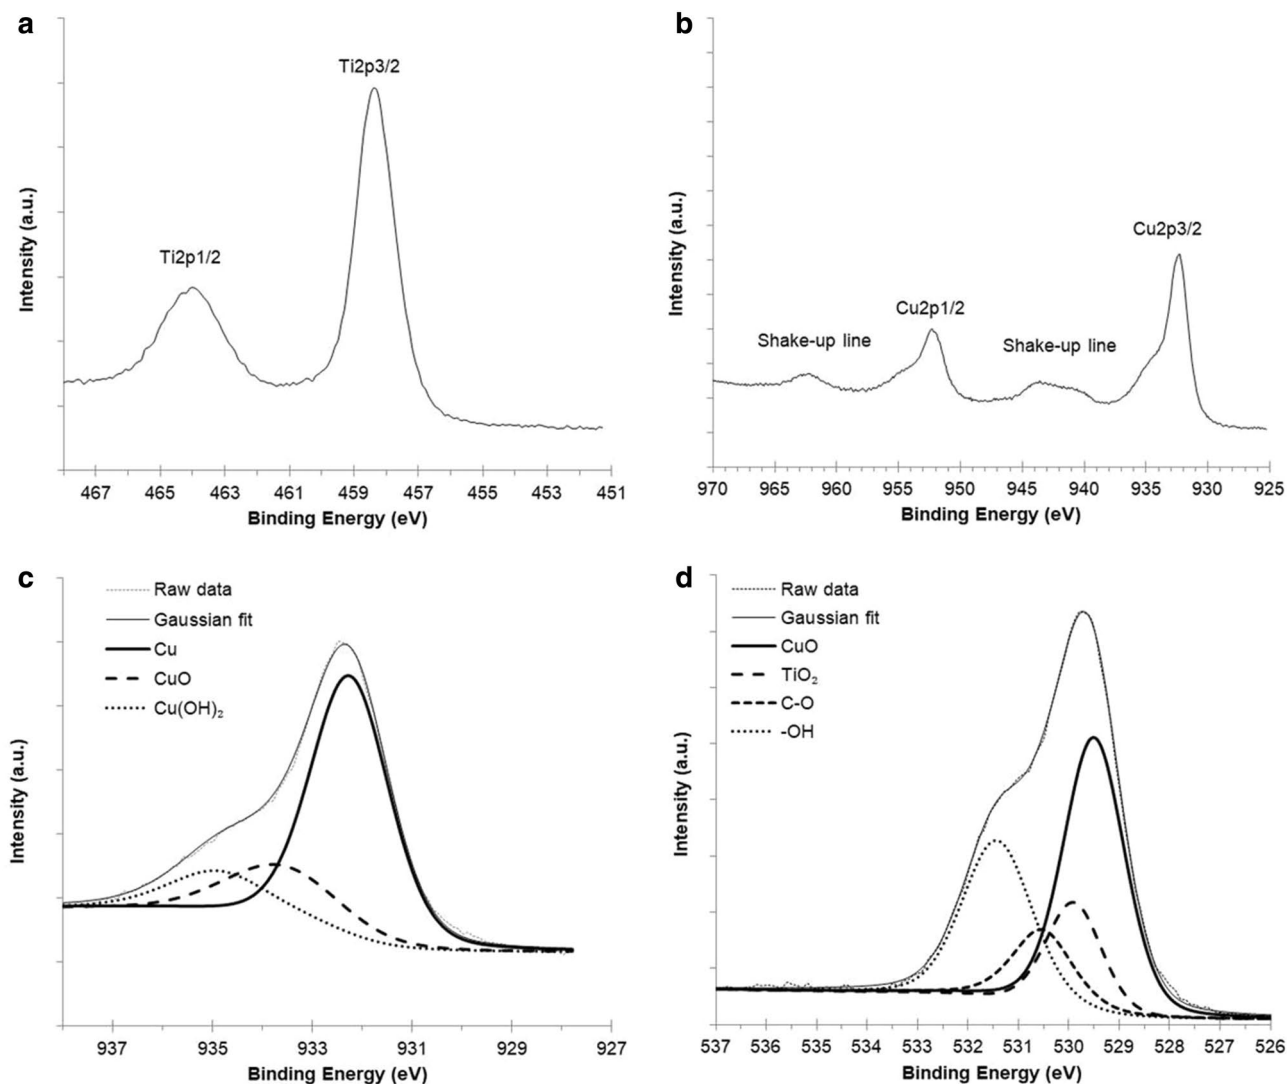 a
Ti2p3/2
Ti2p1/2
Intensity (a.u.)
467 465 463 461 459 457 455 453 451
Binding Energy (eV)
b
Cu2p3/2
Cu2p1/2
Shake-up line
Shake-up line
Intensity (a.u.)
970 965 960 955 950 945 940 935 930 925
Binding Energy (eV)
c
Raw data
Gaussian fit
Cu
CuO
Cu(OH)₂
Intensity (a.u.)
937 935 933 931 929 927
Binding Energy (eV)
d
Raw data
Gaussian fit
CuO
TiO₂
C-O
-OH
Intensity (a.u.)
537 536 535 534 533 532 531 530 529 528 527 526
Binding Energy (eV)